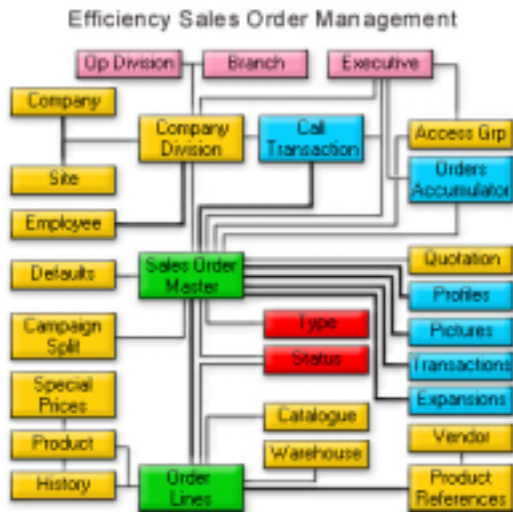 Efficiency Sales Order Management
Op Division
Branch
Executive
Company
Company
Division
Call
Transaction
Access Grp
Site
Orders
Accumulator
Employee
Defaults
Sales Order
Master
Quotation
Profiles
Campaign
Split
Type
Pictures
Status
Transactions
Special
Prices
Expansions
Catalogue
Product
Warehouse
Vendor
History
Order
Lines
Product
References